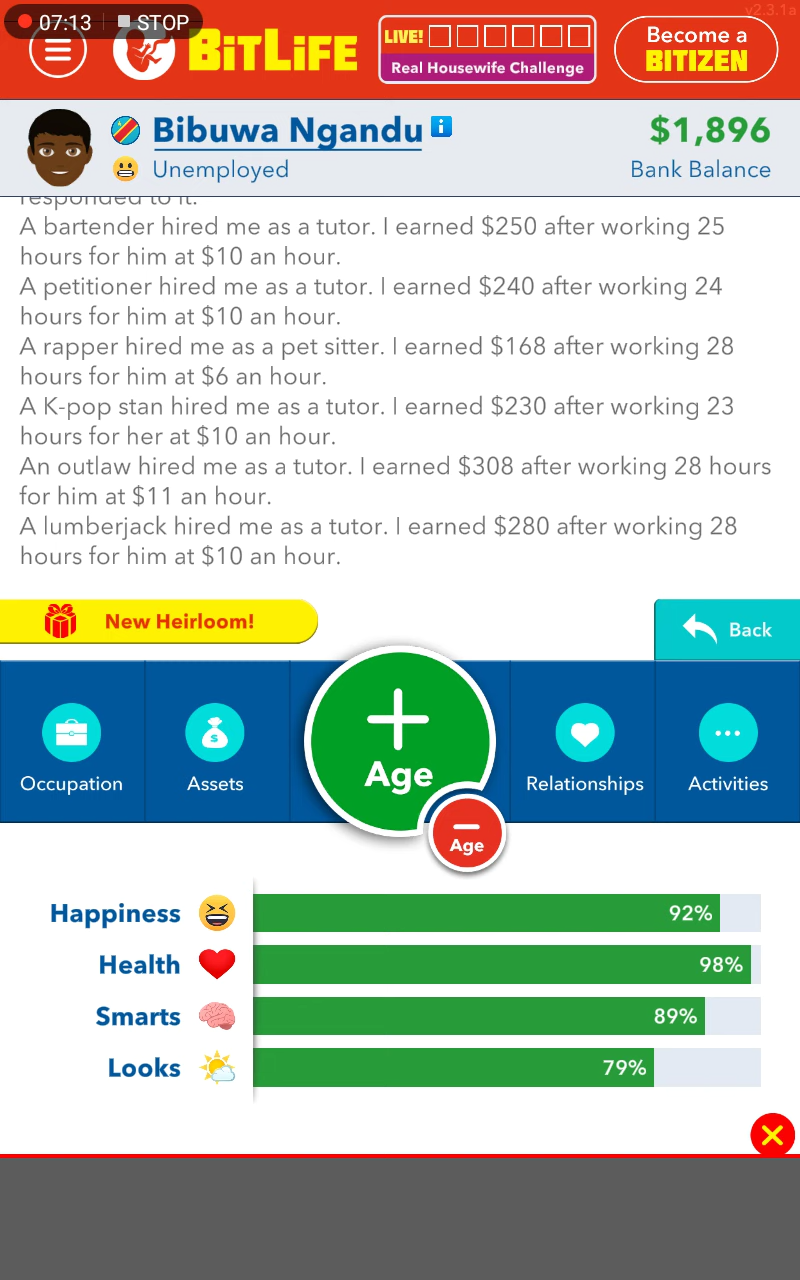 v2.3.1a
07:13 STOP
BitLife
LIVE!
Real Housewife Challenge
Become a
BITIZEN
Bibuwa Ngandu
$1,896
Unemployed
Bank Balance
responded to it.
A bartender hired me as a tutor. I earned $250 after working 25
hours for him at $10 an hour.
A petitioner hired me as a tutor. I earned $240 after working 24
hours for him at $10 an hour.
A rapper hired me as a pet sitter. I earned $168 after working 28
hours for him at $6 an hour.
A K-pop stan hired me as a tutor. I earned $230 after working 23
hours for her at $10 an hour.
An outlaw hired me as a tutor. I earned $308 after working 28 hours
for him at $11 an hour.
A lumberjack hired me as a tutor. I earned $280 after working 28
hours for him at $10 an hour.
New Heirloom!
Back
Occupation
Assets
Age
Age
Relationships
Activities
Happiness 92%
Health 98%
Smarts 89%
Looks 79%